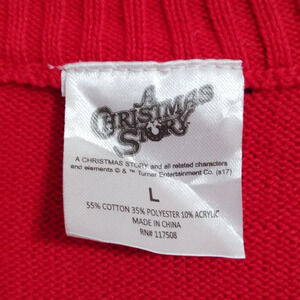 A
CHRISTMAS
STORY
A CHRISTMAS STORY and all related characters
and elements © & ™ Turner Entertainment Co. (s17)
L
55% COTTON 35% POLYESTER 10% ACRYLIC
MADE IN CHINA
RN# 117508